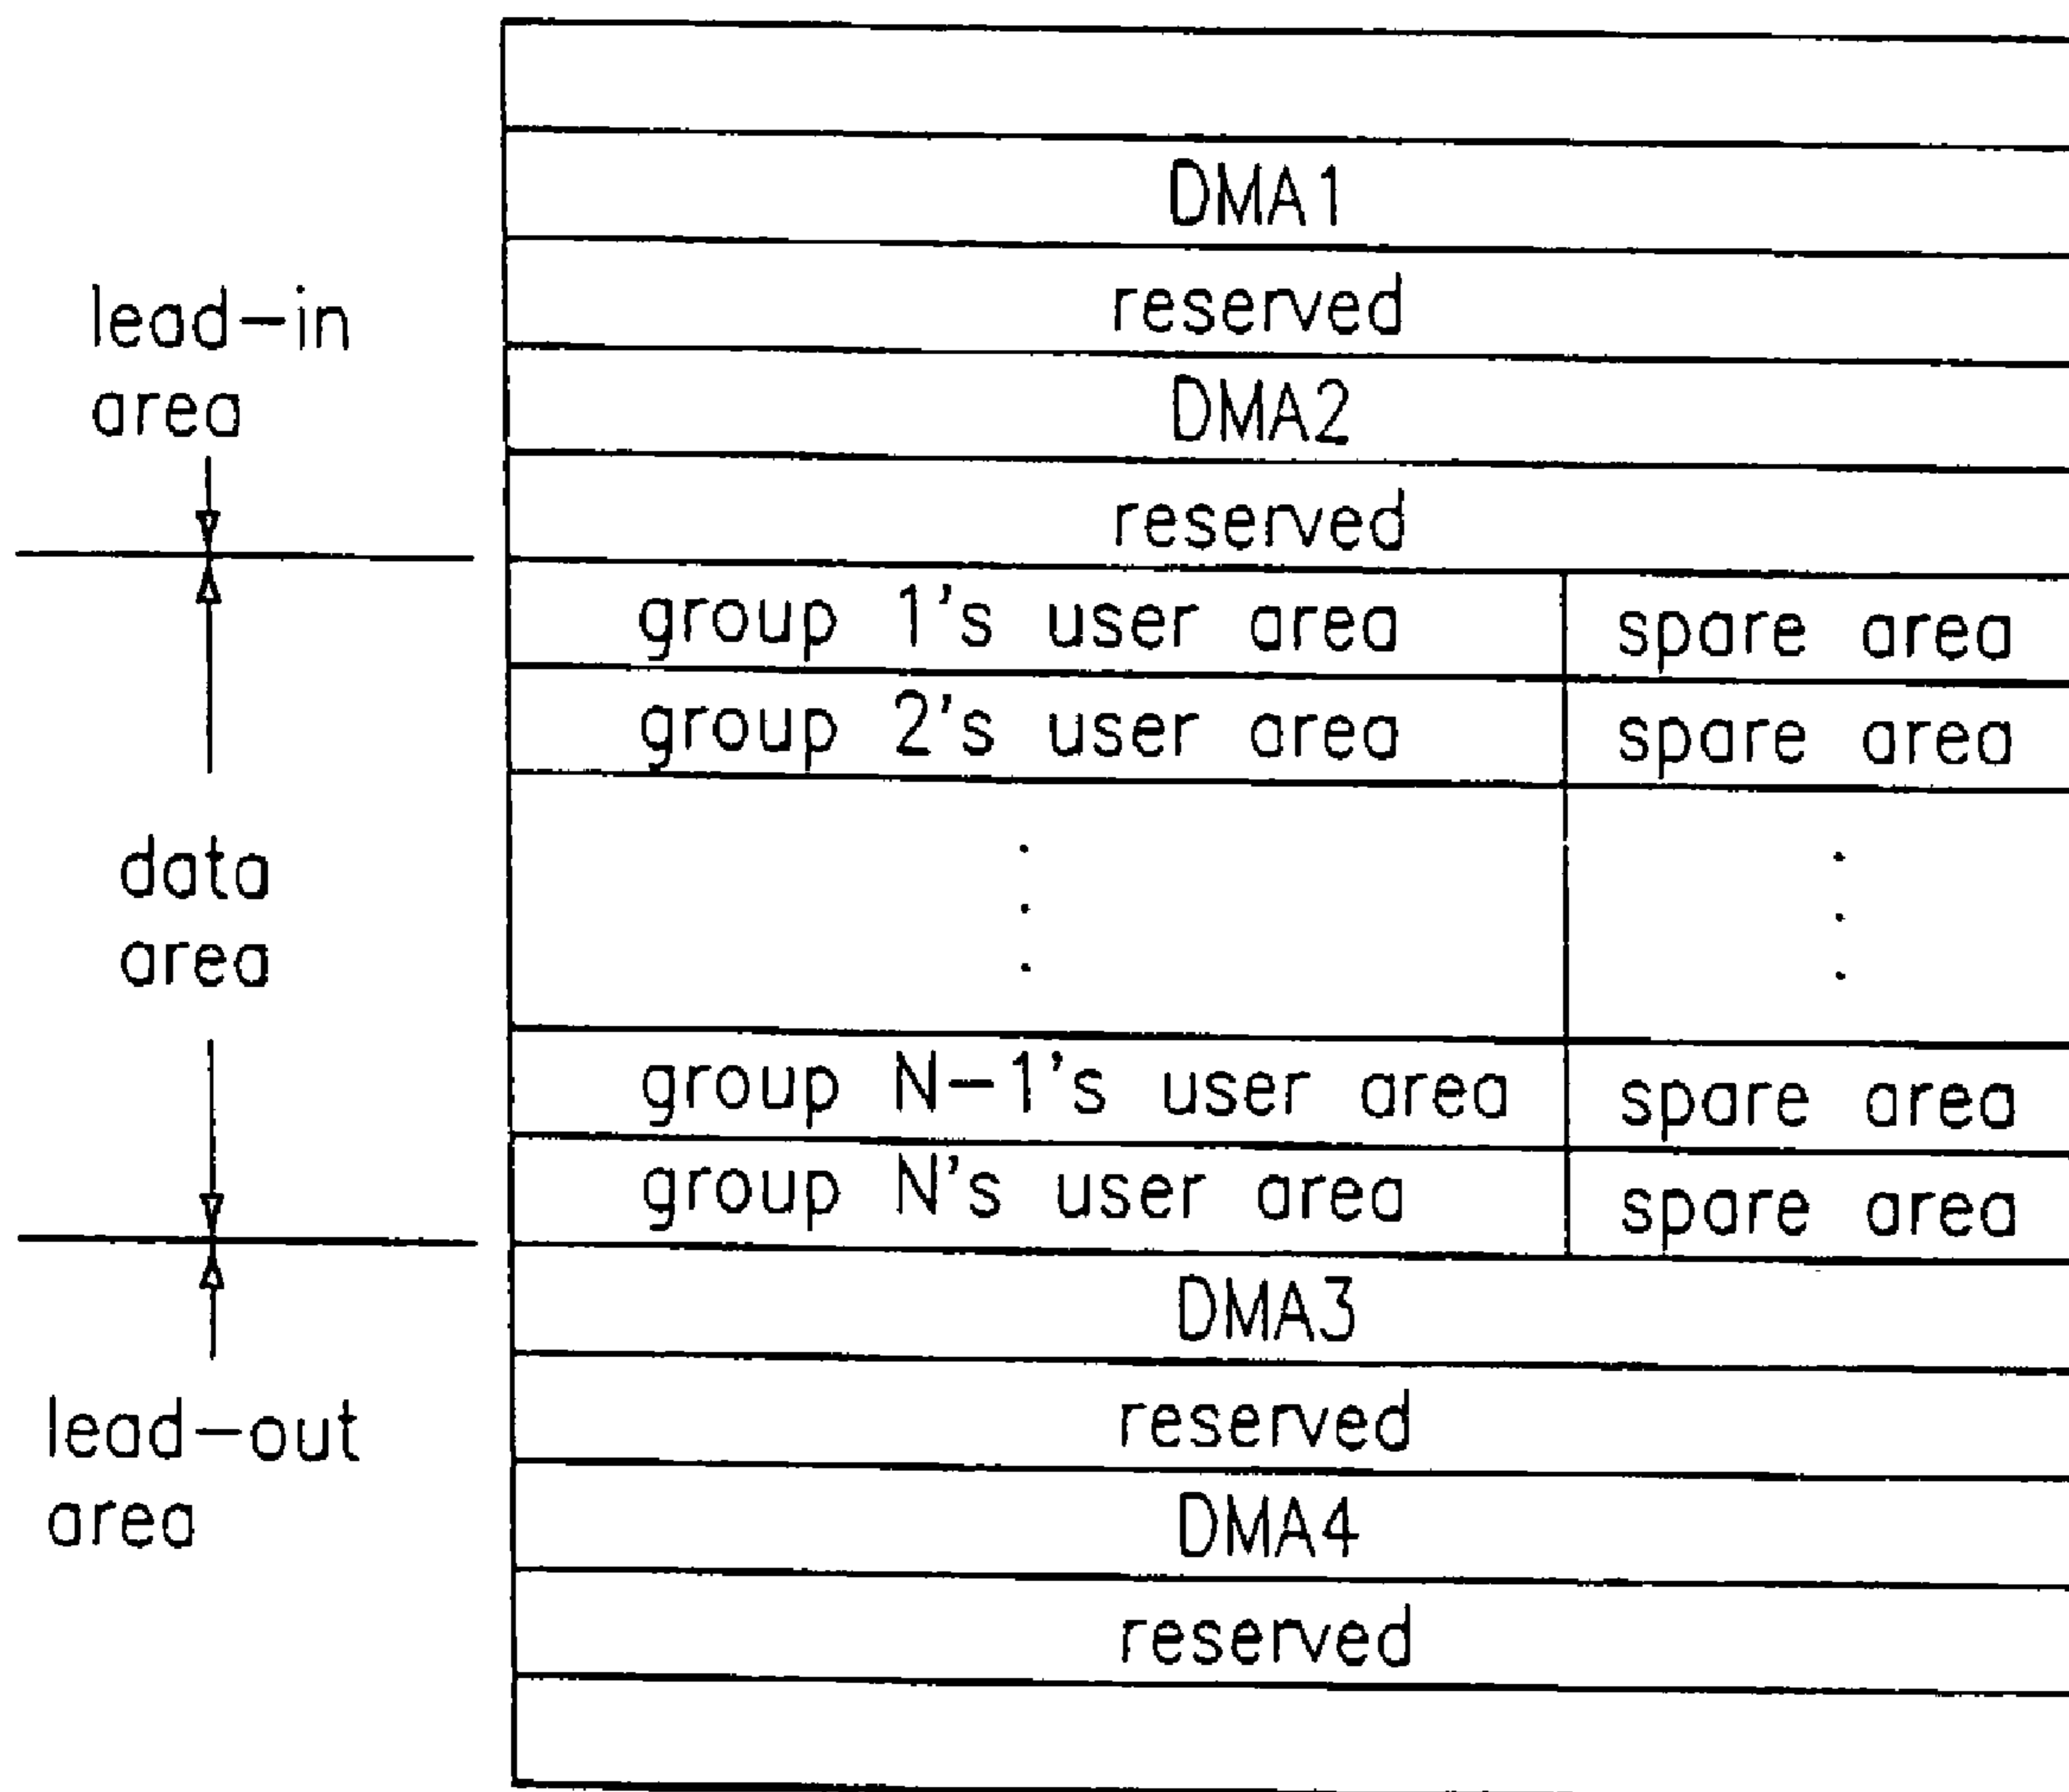 DMA1
reserved
lead-in
area
DMA2
reserved
group 1's user area spare area
group 2's user area spare area
data
area
group N-1's user area spare area
group N's user area spare area
DMA3
lead-out
area
reserved
DMA4
reserved